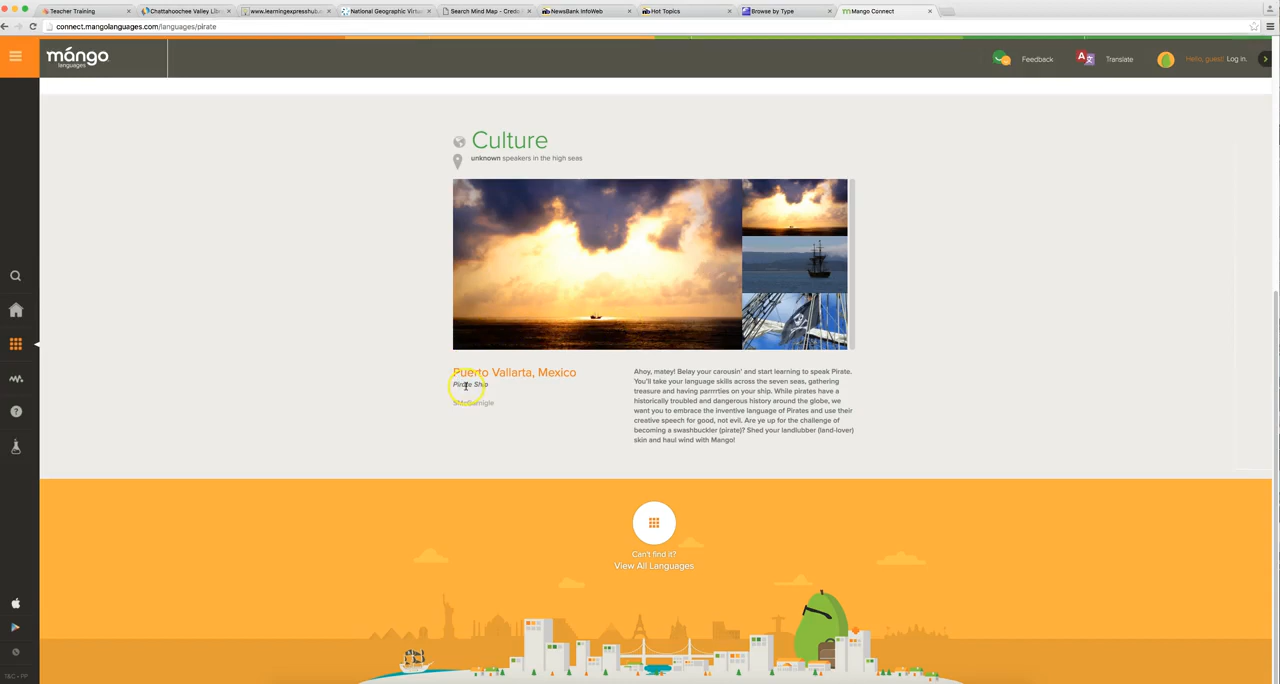 Teacher Training
Chattahoochee Valley Libr
www.learningexpresshub.
National Geographic Virtu
Search Mind Map - Credo
NewsBank InfoWeb
Hot Topics
Browse by Type
Mango Connect
connect.mangolanguages.com/languages/pirate
mángo
languages
Feedback
Translate
Hello, guest! Log in.
Culture
unknown speakers in the high seas
Puerto Vallarta, Mexico
Pirate Ship
Ahoy, matey! Belay your carousin' and start learning to speak Pirate.
You'll take your language skills across the seven seas, gathering
treasure and having parrrrties on your ship. While pirates have a
historically troubled and dangerous history around the globe, we
want you to embrace the inventive language of Pirates and use their
creative speech for good, not evil. Are ye up for the challenge of
becoming a swashbuckler (pirate)? Shed your landlubber (land-lover)
skin and haul wind with Mango!
Can't find it?
View All Languages
T&C - PP